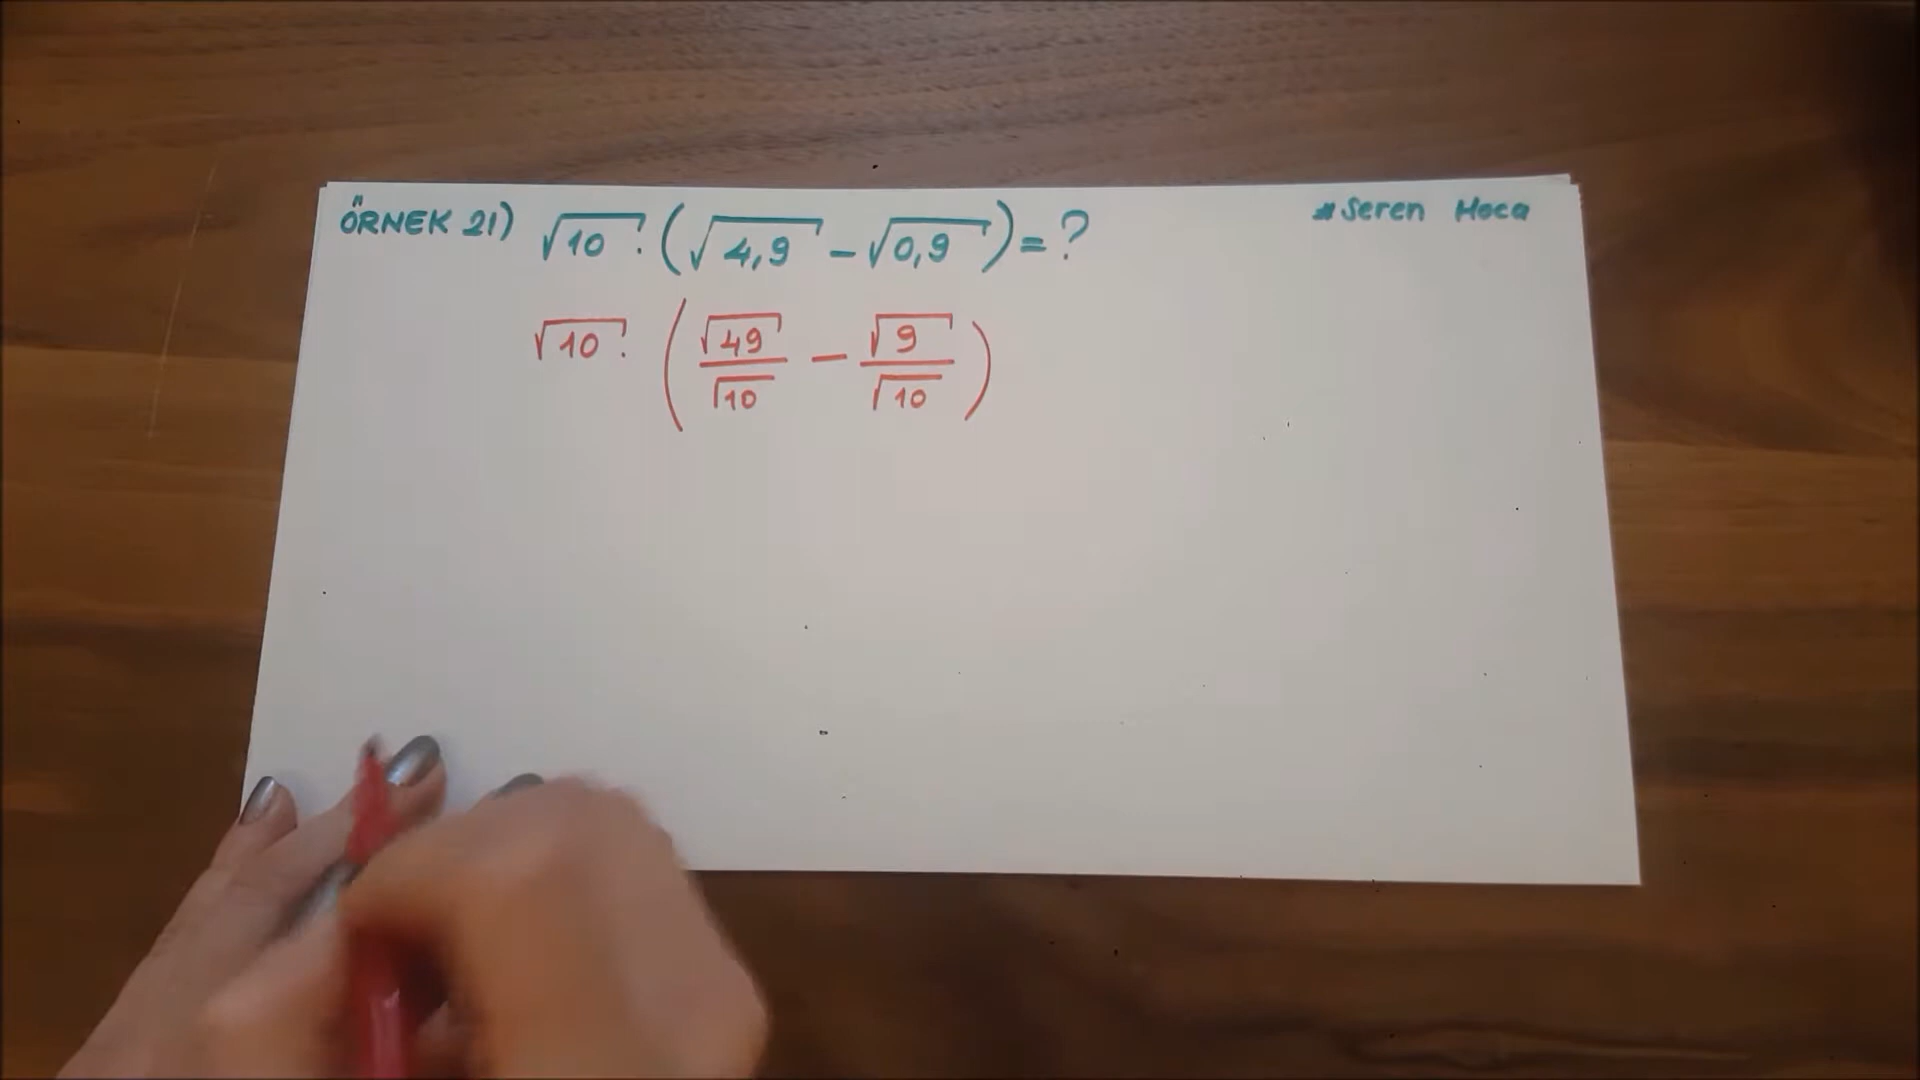 ÖRNEK 21) √10 . (√4,9 - √0,9) = ?
*Seren Hoca
√10 . (√49/√10 - √9/√10)